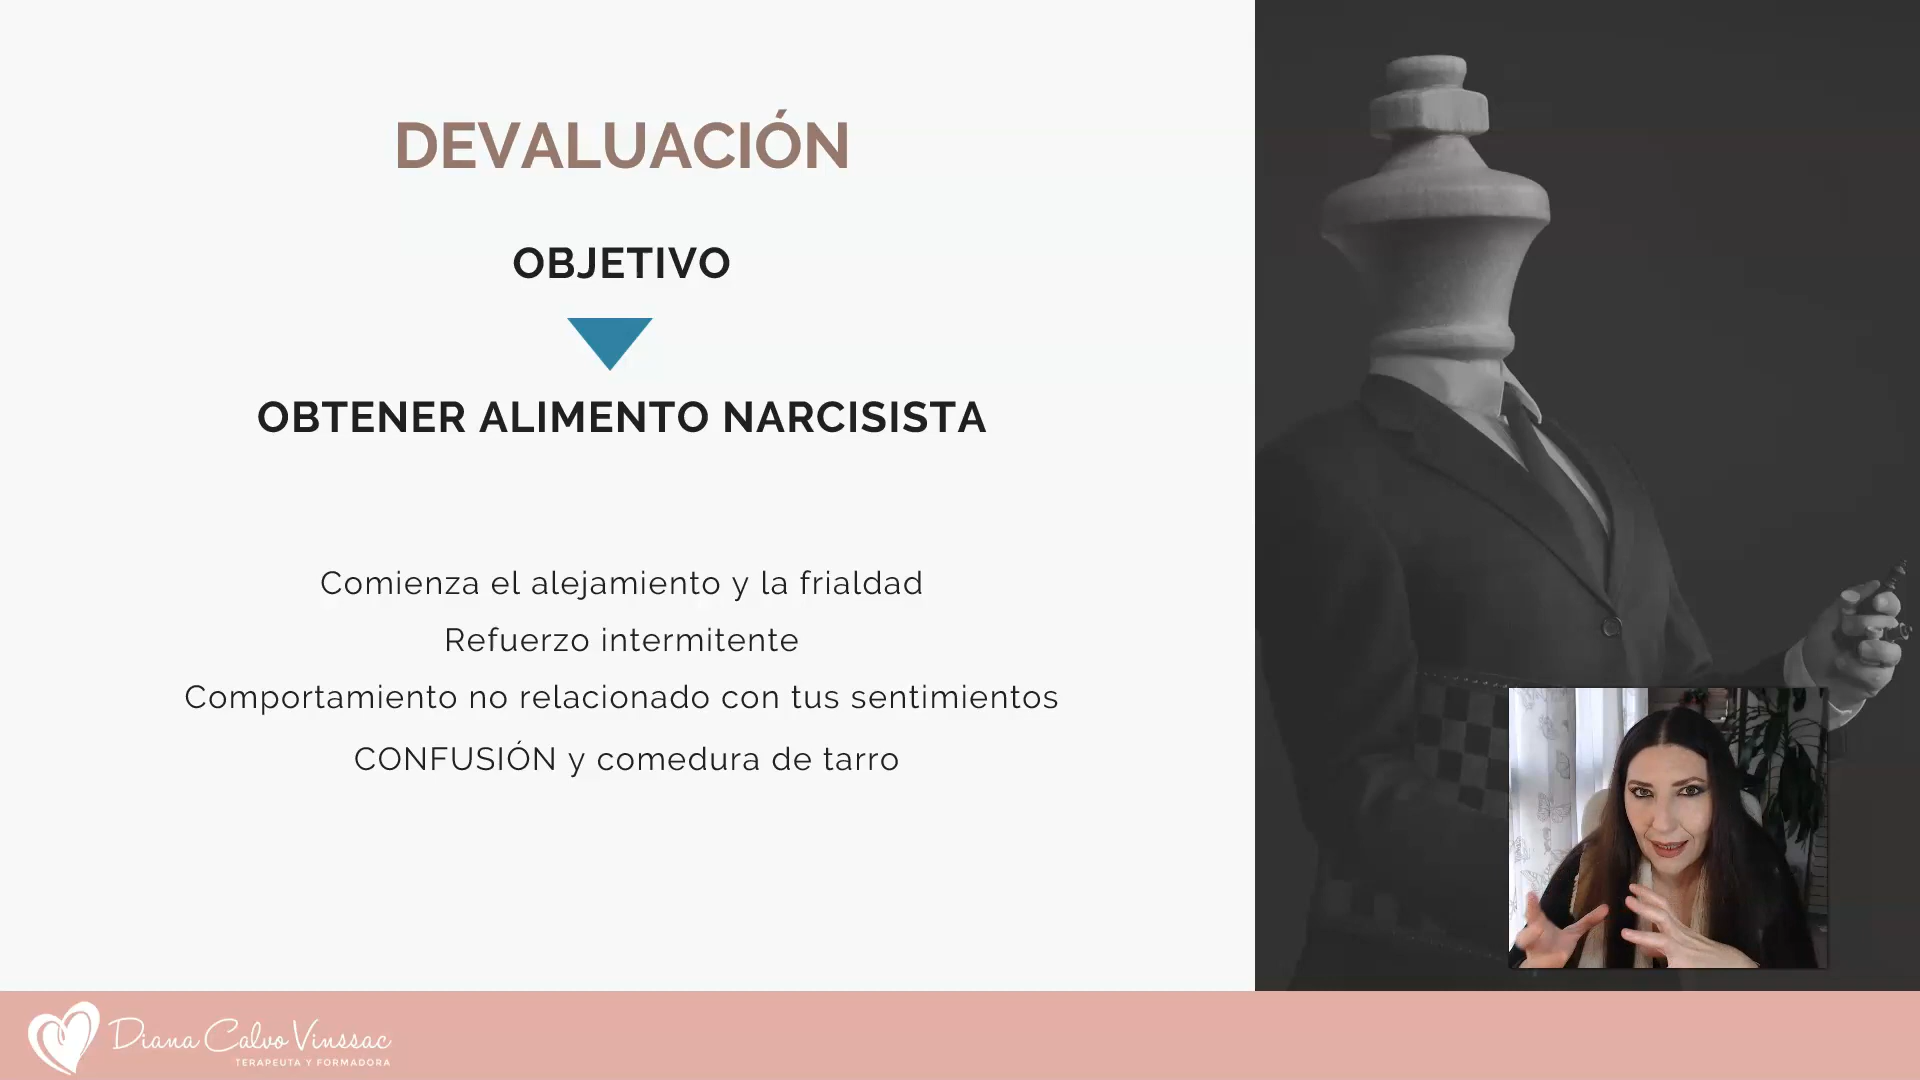 DEVALUACIÓN
OBJETIVO
OBTENER ALIMENTO NARCISISTA
Comienza el alejamiento y la frialdad
Refuerzo intermitente
Comportamiento no relacionado con tus sentimientos
CONFUSIÓN y comedura de tarro
Diana Calvo Vinssac
TERAPEUTA Y FORMADORA